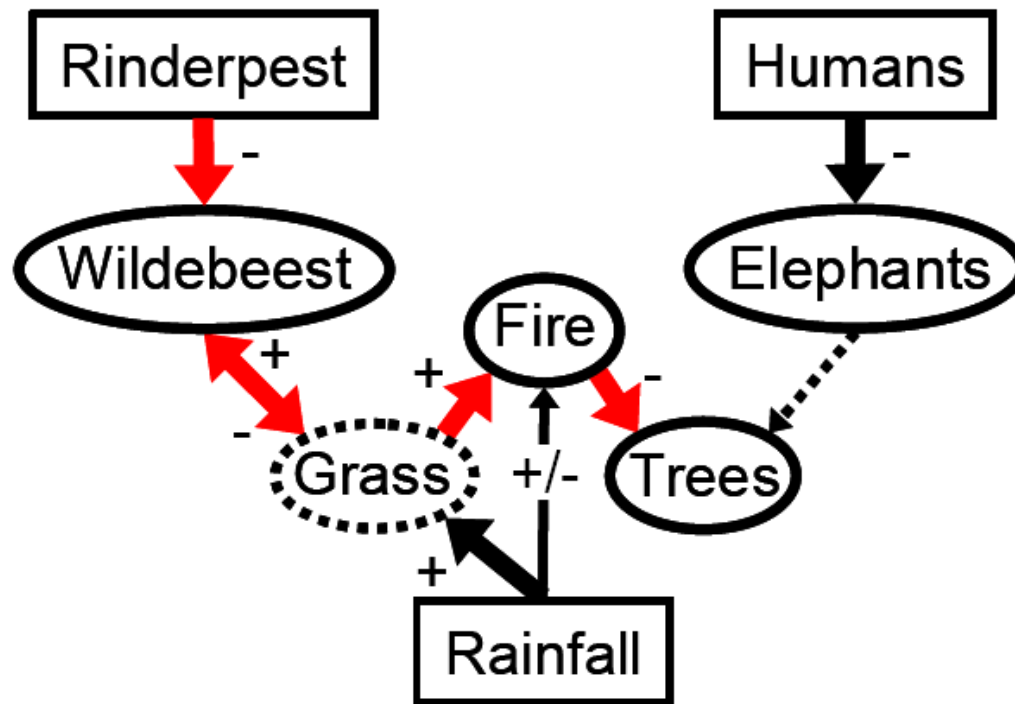 Rinderpest
Humans
-
-
Wildebeest
Elephants
Fire
+
+
-
-
Grass
+/-
Trees
+
Rainfall